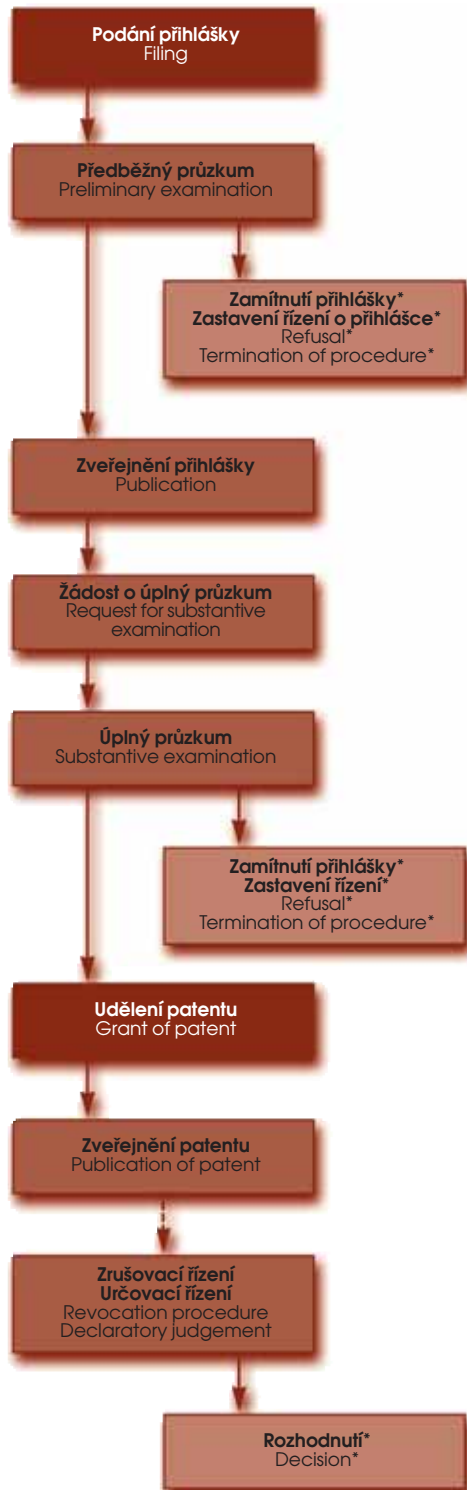 Podání přihlášky
Filing
Předběžný průzkum
Preliminary examination
Zamítnutí přihlášky*
Zastavení řízení o přihlášce*
Refusal*
Termination of procedure*
Zveřejnění přihlášky
Publication
Žádost o úplný průzkum
Request for substantive
examination
Úplný průzkum
Substantive examination
Zamítnutí přihlášky*
Zastavení řízení*
Refusal*
Termination of procedure*
Udělení patentu
Grant of patent
Zveřejnění patentu
Publication of patent
Zrušovací řízení
Určovací řízení
Revocation procedure
Declaratory judgement
Rozhodnutí*
Decision*